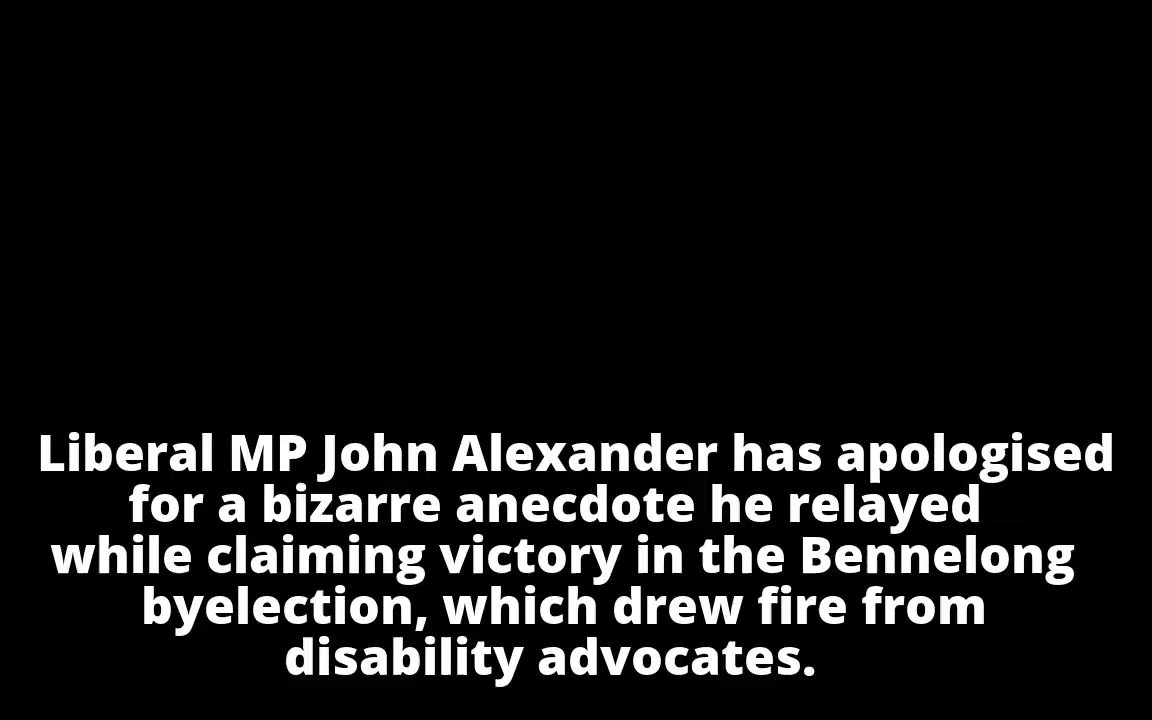 Liberal MP John Alexander has apologised
for a bizarre anecdote he relayed
while claiming victory in the Bennelong
byelection, which drew fire from
disability advocates.